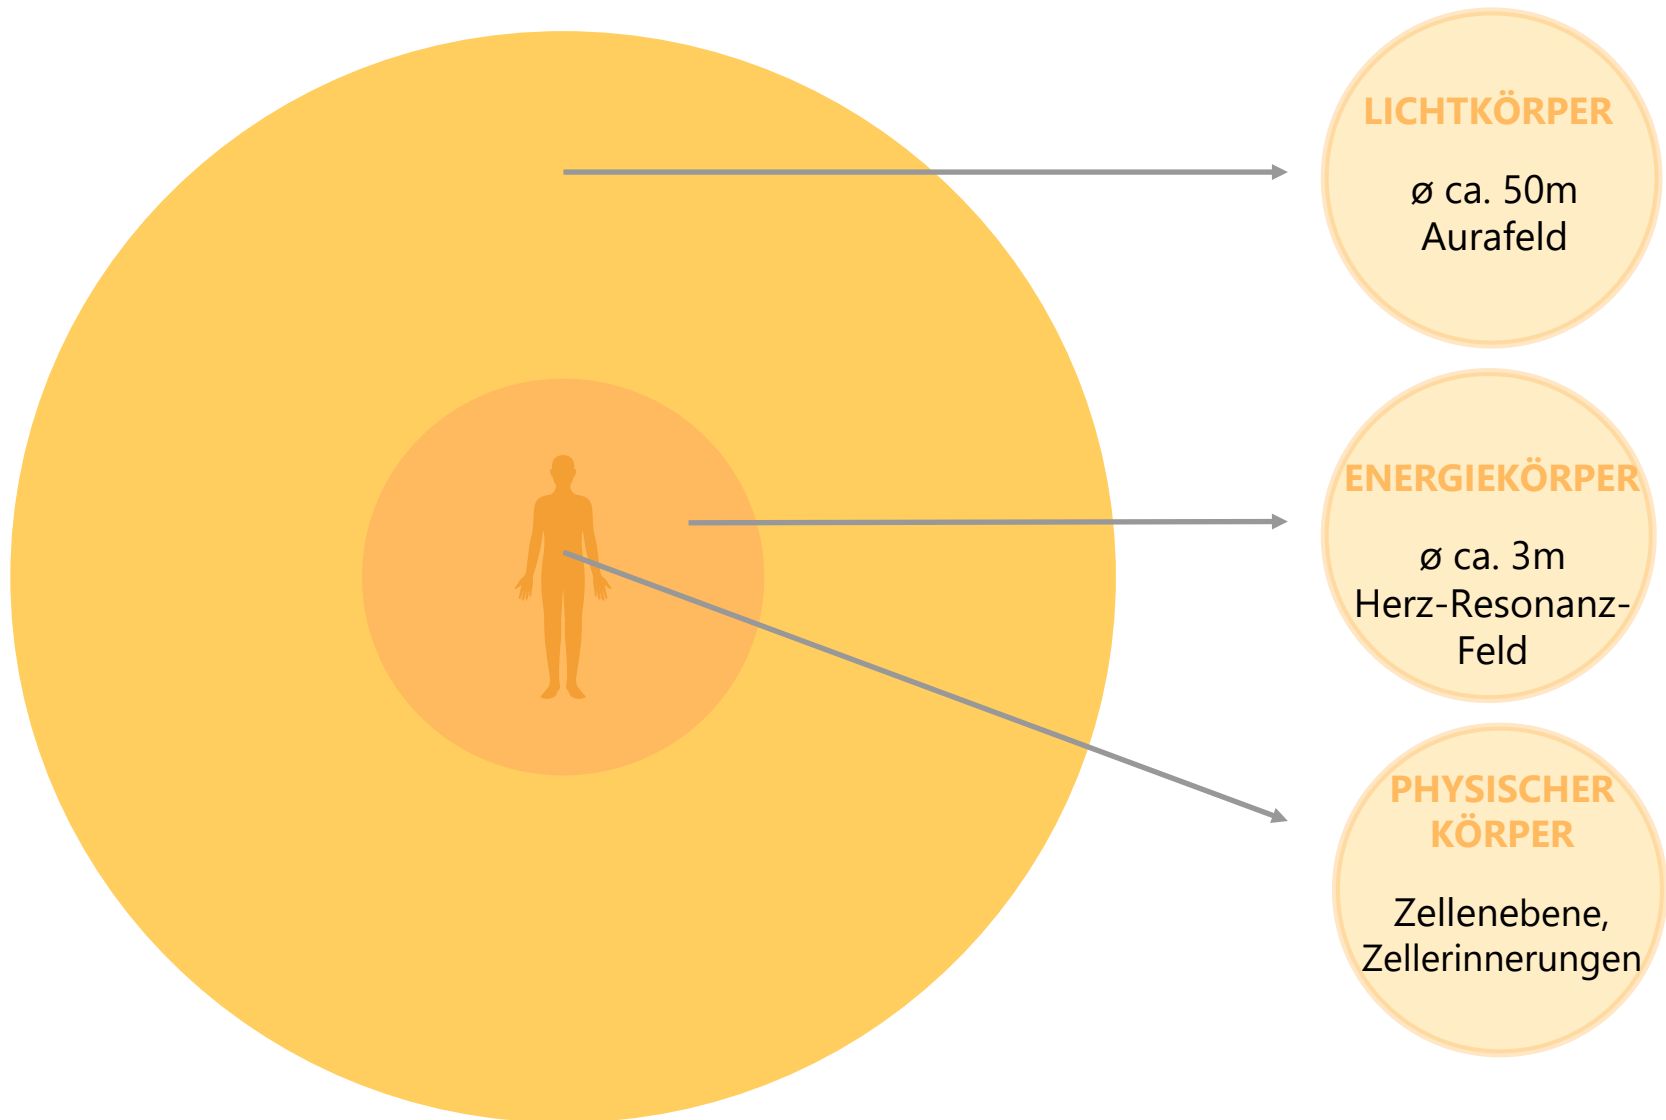 LICHTKÖRPER
ø ca. 50m
Aurafeld
ENERGIEKÖRPER
ø ca. 3m
Herz-Resonanz-
Feld
PHYSISCHER
KÖRPER
Zellenebene,
Zellerinnerungen